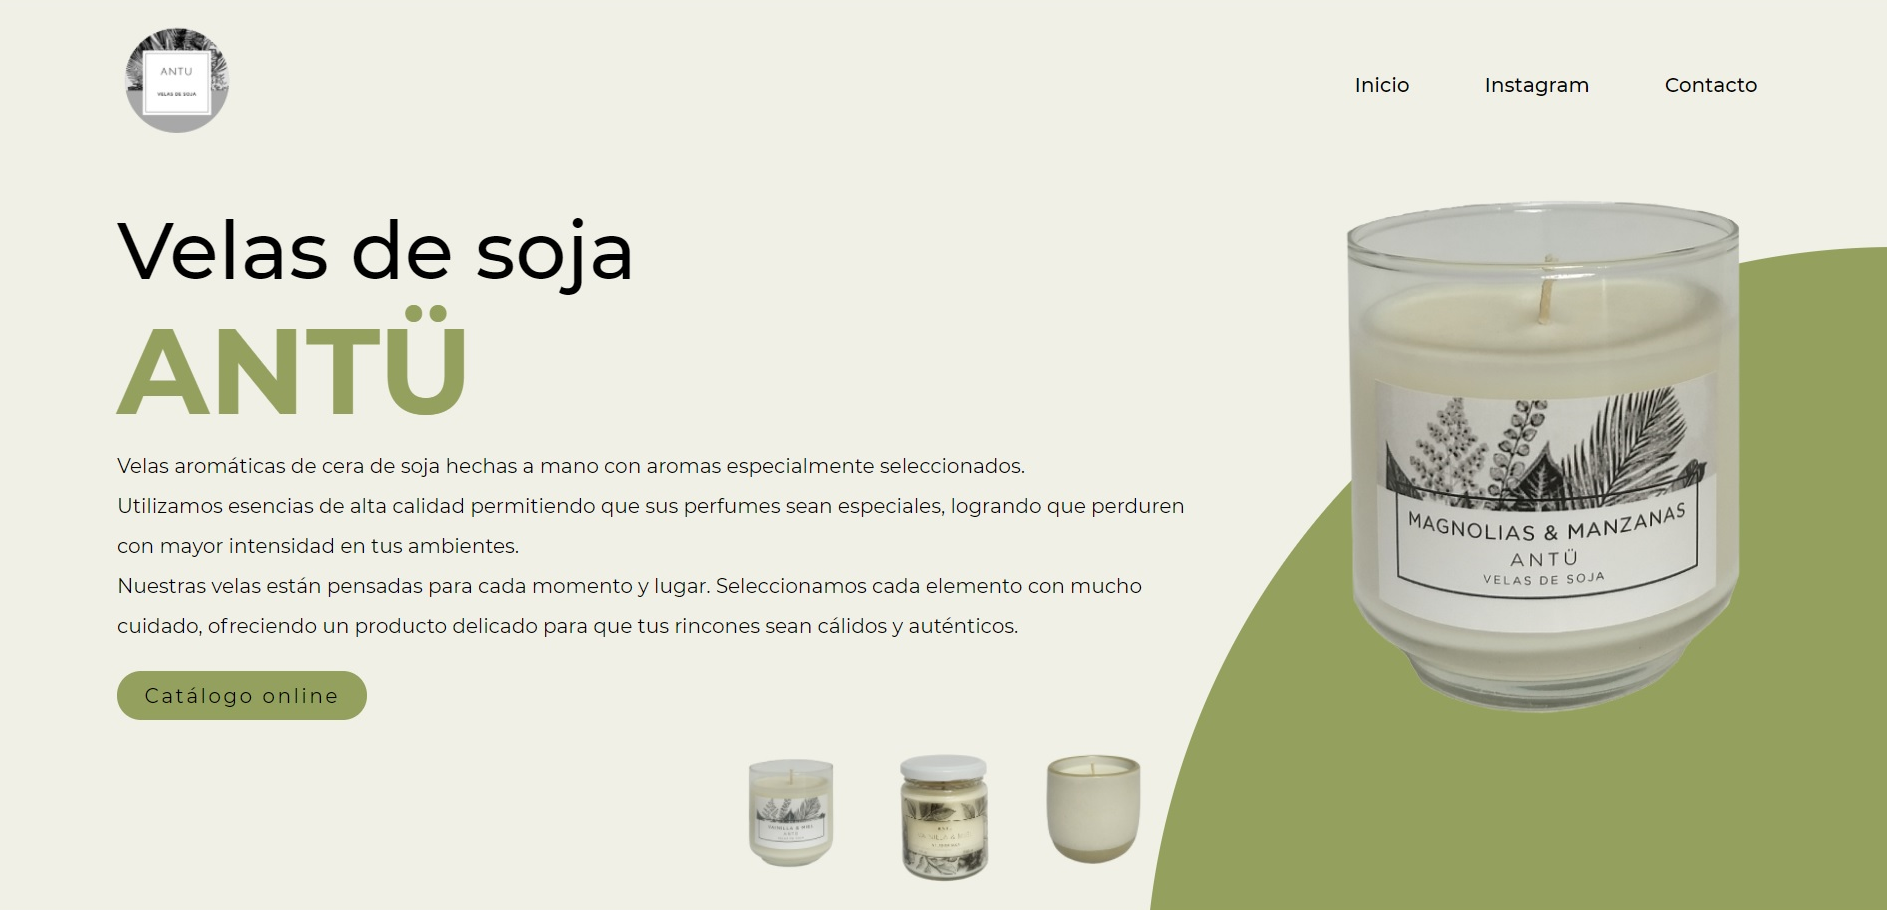 ANTU
VELAS DE SOJA
Inicio
Instagram
Contacto
Velas de soja
ANTÜ
Velas aromáticas de cera de soja hechas a mano con aromas especialmente seleccionados.
Utilizamos esencias de alta calidad permitiendo que sus perfumes sean especiales, logrando que perduren
con mayor intensidad en tus ambientes.
Nuestras velas están pensadas para cada momento y lugar. Seleccionamos cada elemento con mucho
cuidado, ofreciendo un producto delicado para que tus rincones sean cálidos y auténticos.
Catálogo online
MAGNOLIAS & MANZANAS
ANTÜ
VELAS DE SOJA
VAINILLA & MIEL
ANTÜ